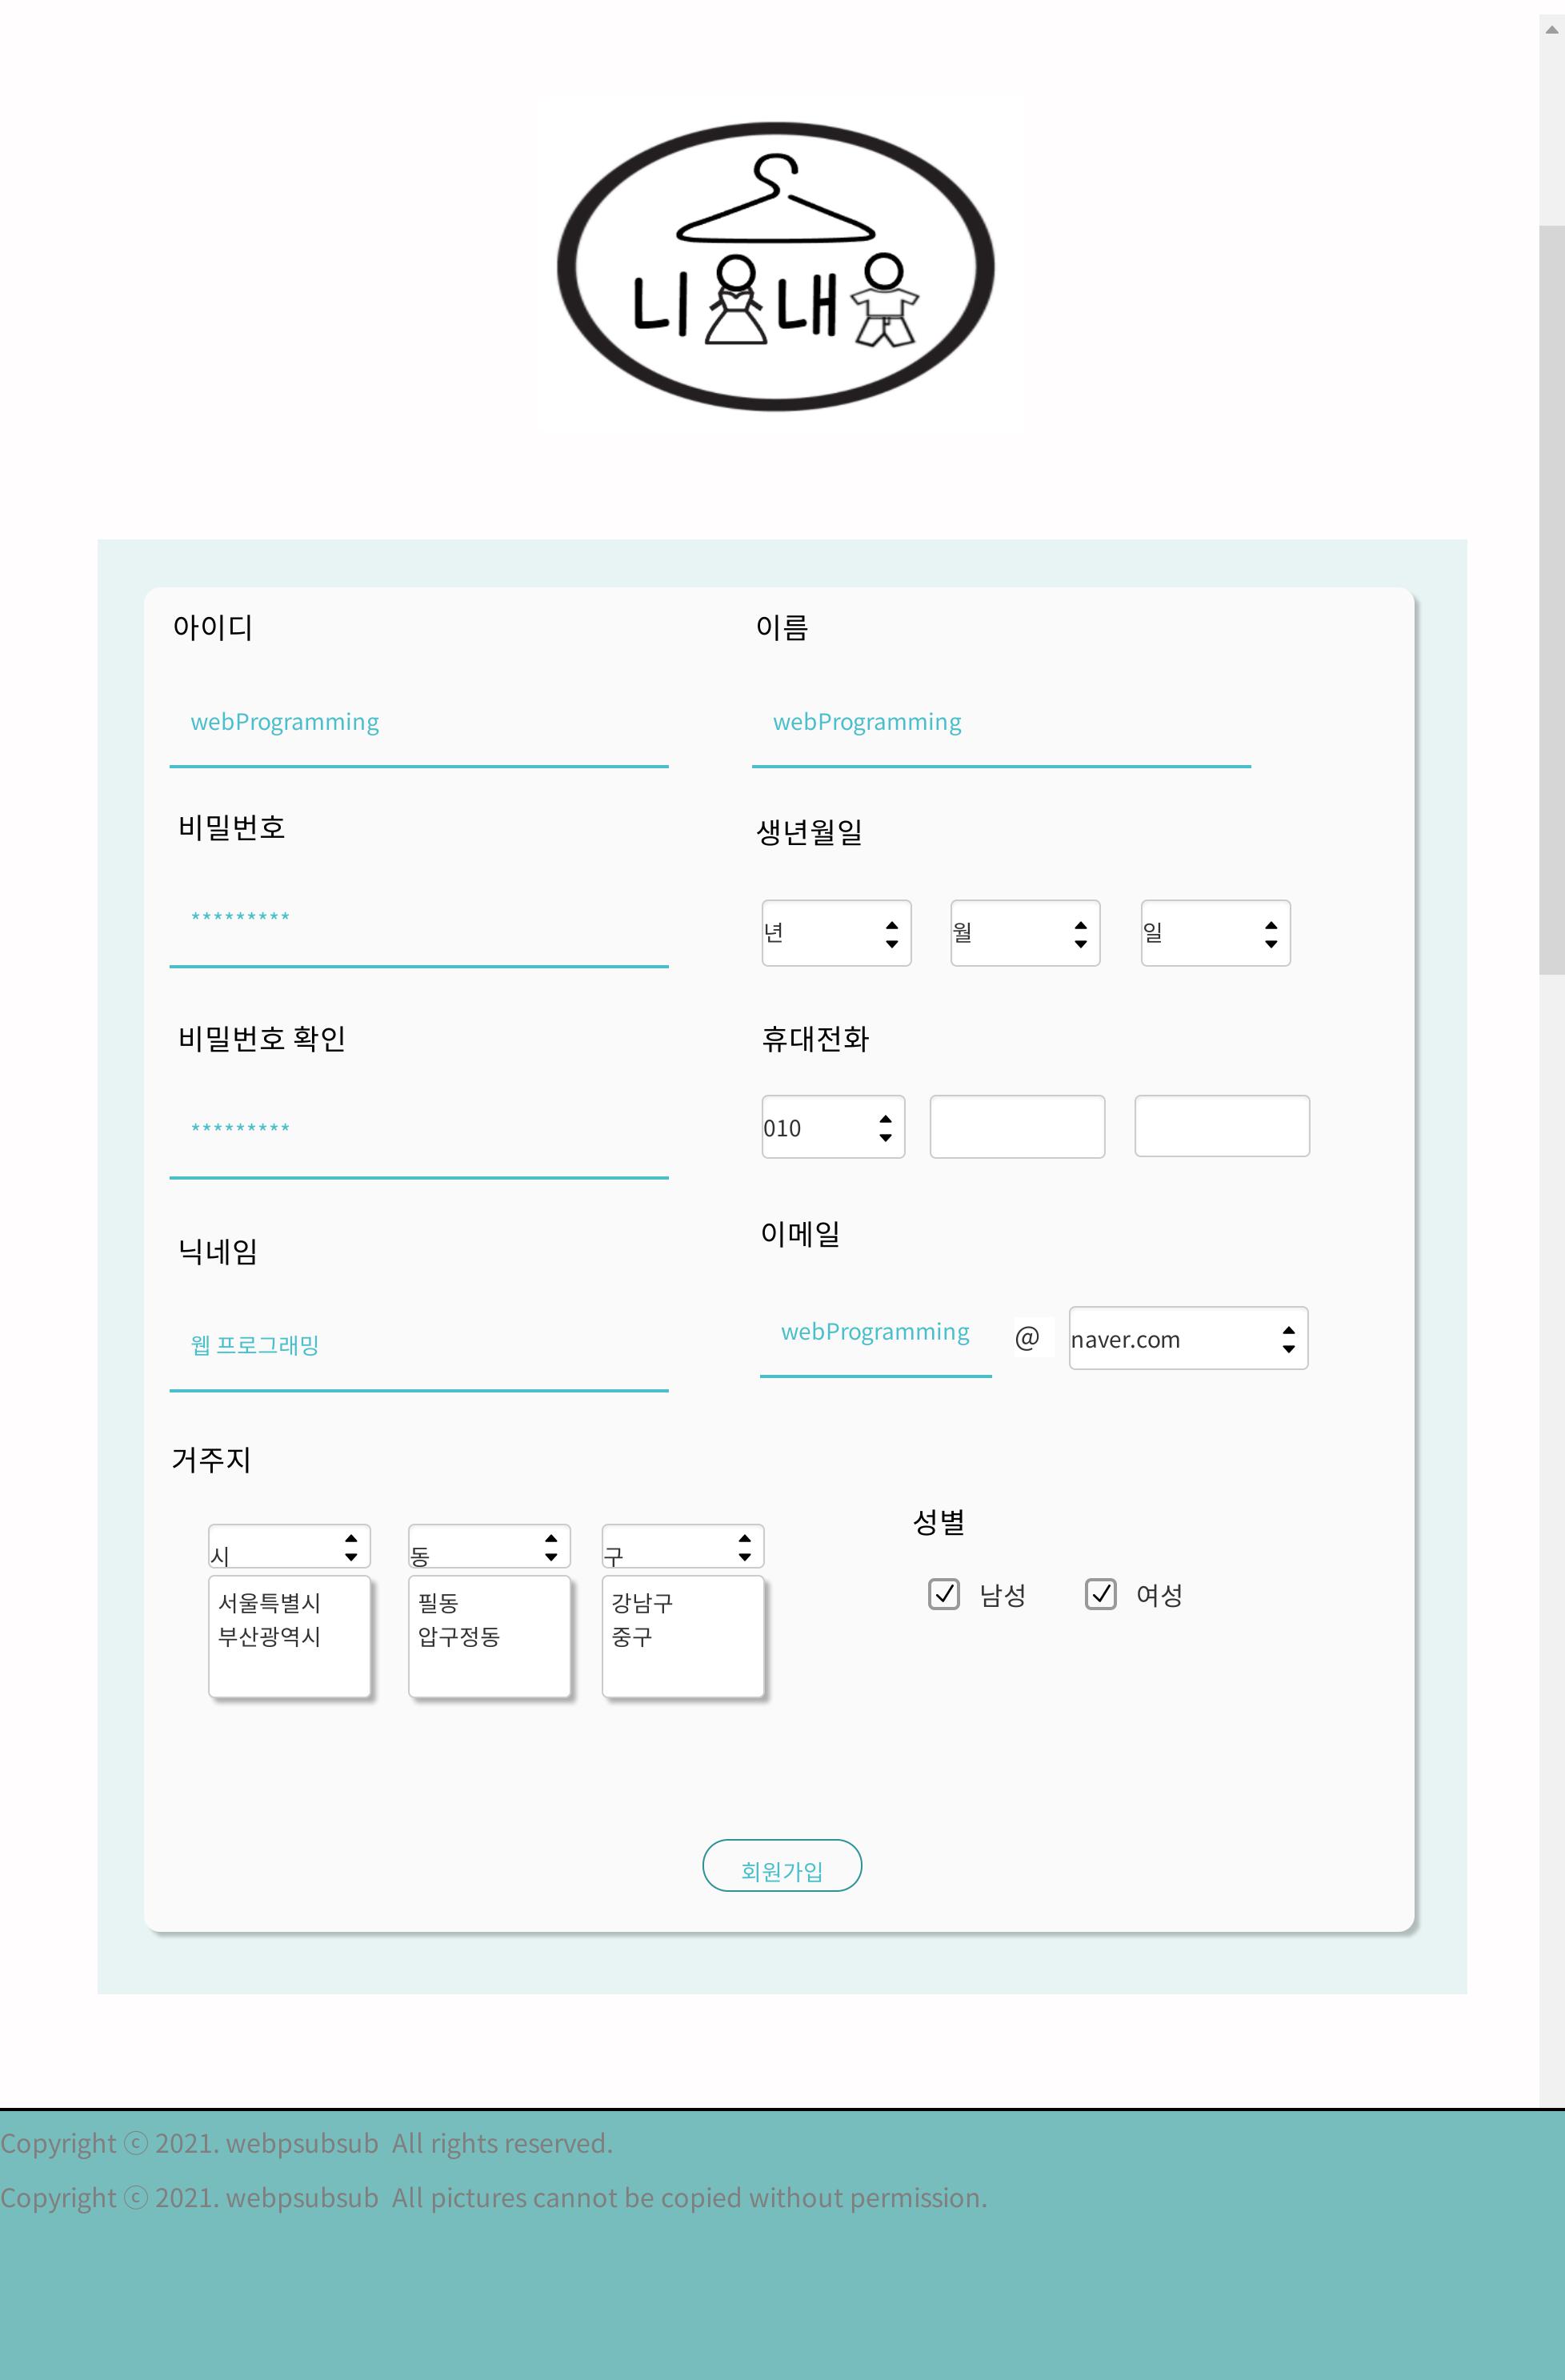 니옷내옷
아이디
webProgramming
이름
webProgramming
비밀번호
*********
생년월일
년 월 일
비밀번호 확인
*********
휴대전화
010
닉네임
웹 프로그래밍
이메일
webProgramming @ naver.com
거주지
시 동 구
서울특별시 필동 강남구
부산광역시 압구정동 중구
성별
남성 여성
회원가입
Copyright ⓒ 2021. webpsubsub All rights reserved.
Copyright ⓒ 2021. webpsubsub All pictures cannot be copied without permission.